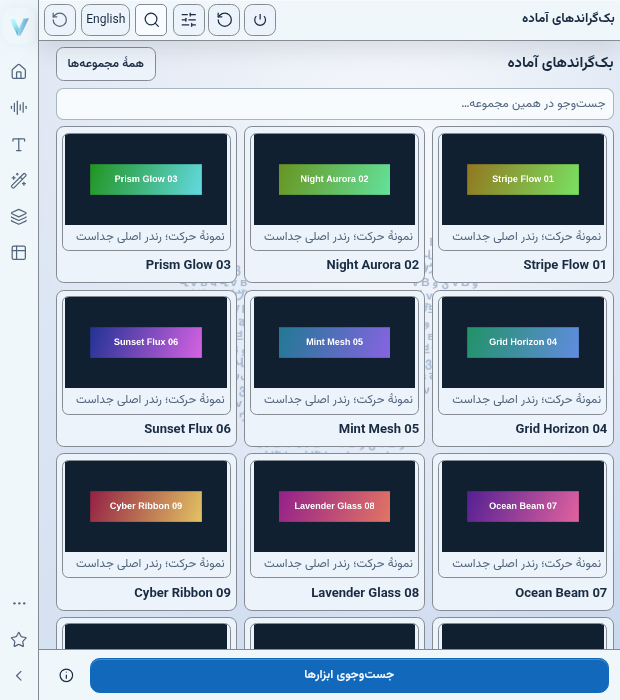 بک‌گراندهای آماده
English
بک‌گراندهای آماده
همهٔ مجموعه‌ها
جست‌وجو در همین مجموعه...
Stripe Flow 01
نمونهٔ حرکت؛ رندر اصلی جداست
Stripe Flow 01
Night Aurora 02
نمونهٔ حرکت؛ رندر اصلی جداست
Night Aurora 02
Prism Glow 03
نمونهٔ حرکت؛ رندر اصلی جداست
Prism Glow 03
Grid Horizon 04
نمونهٔ حرکت؛ رندر اصلی جداست
Grid Horizon 04
Mint Mesh 05
نمونهٔ حرکت؛ رندر اصلی جداست
Mint Mesh 05
Sunset Flux 06
نمونهٔ حرکت؛ رندر اصلی جداست
Sunset Flux 06
Ocean Beam 07
نمونهٔ حرکت؛ رندر اصلی جداست
Ocean Beam 07
Lavender Glass 08
نمونهٔ حرکت؛ رندر اصلی جداست
Lavender Glass 08
Cyber Ribbon 09
نمونهٔ حرکت؛ رندر اصلی جداست
Cyber Ribbon 09
جست‌وجوی ابزارها